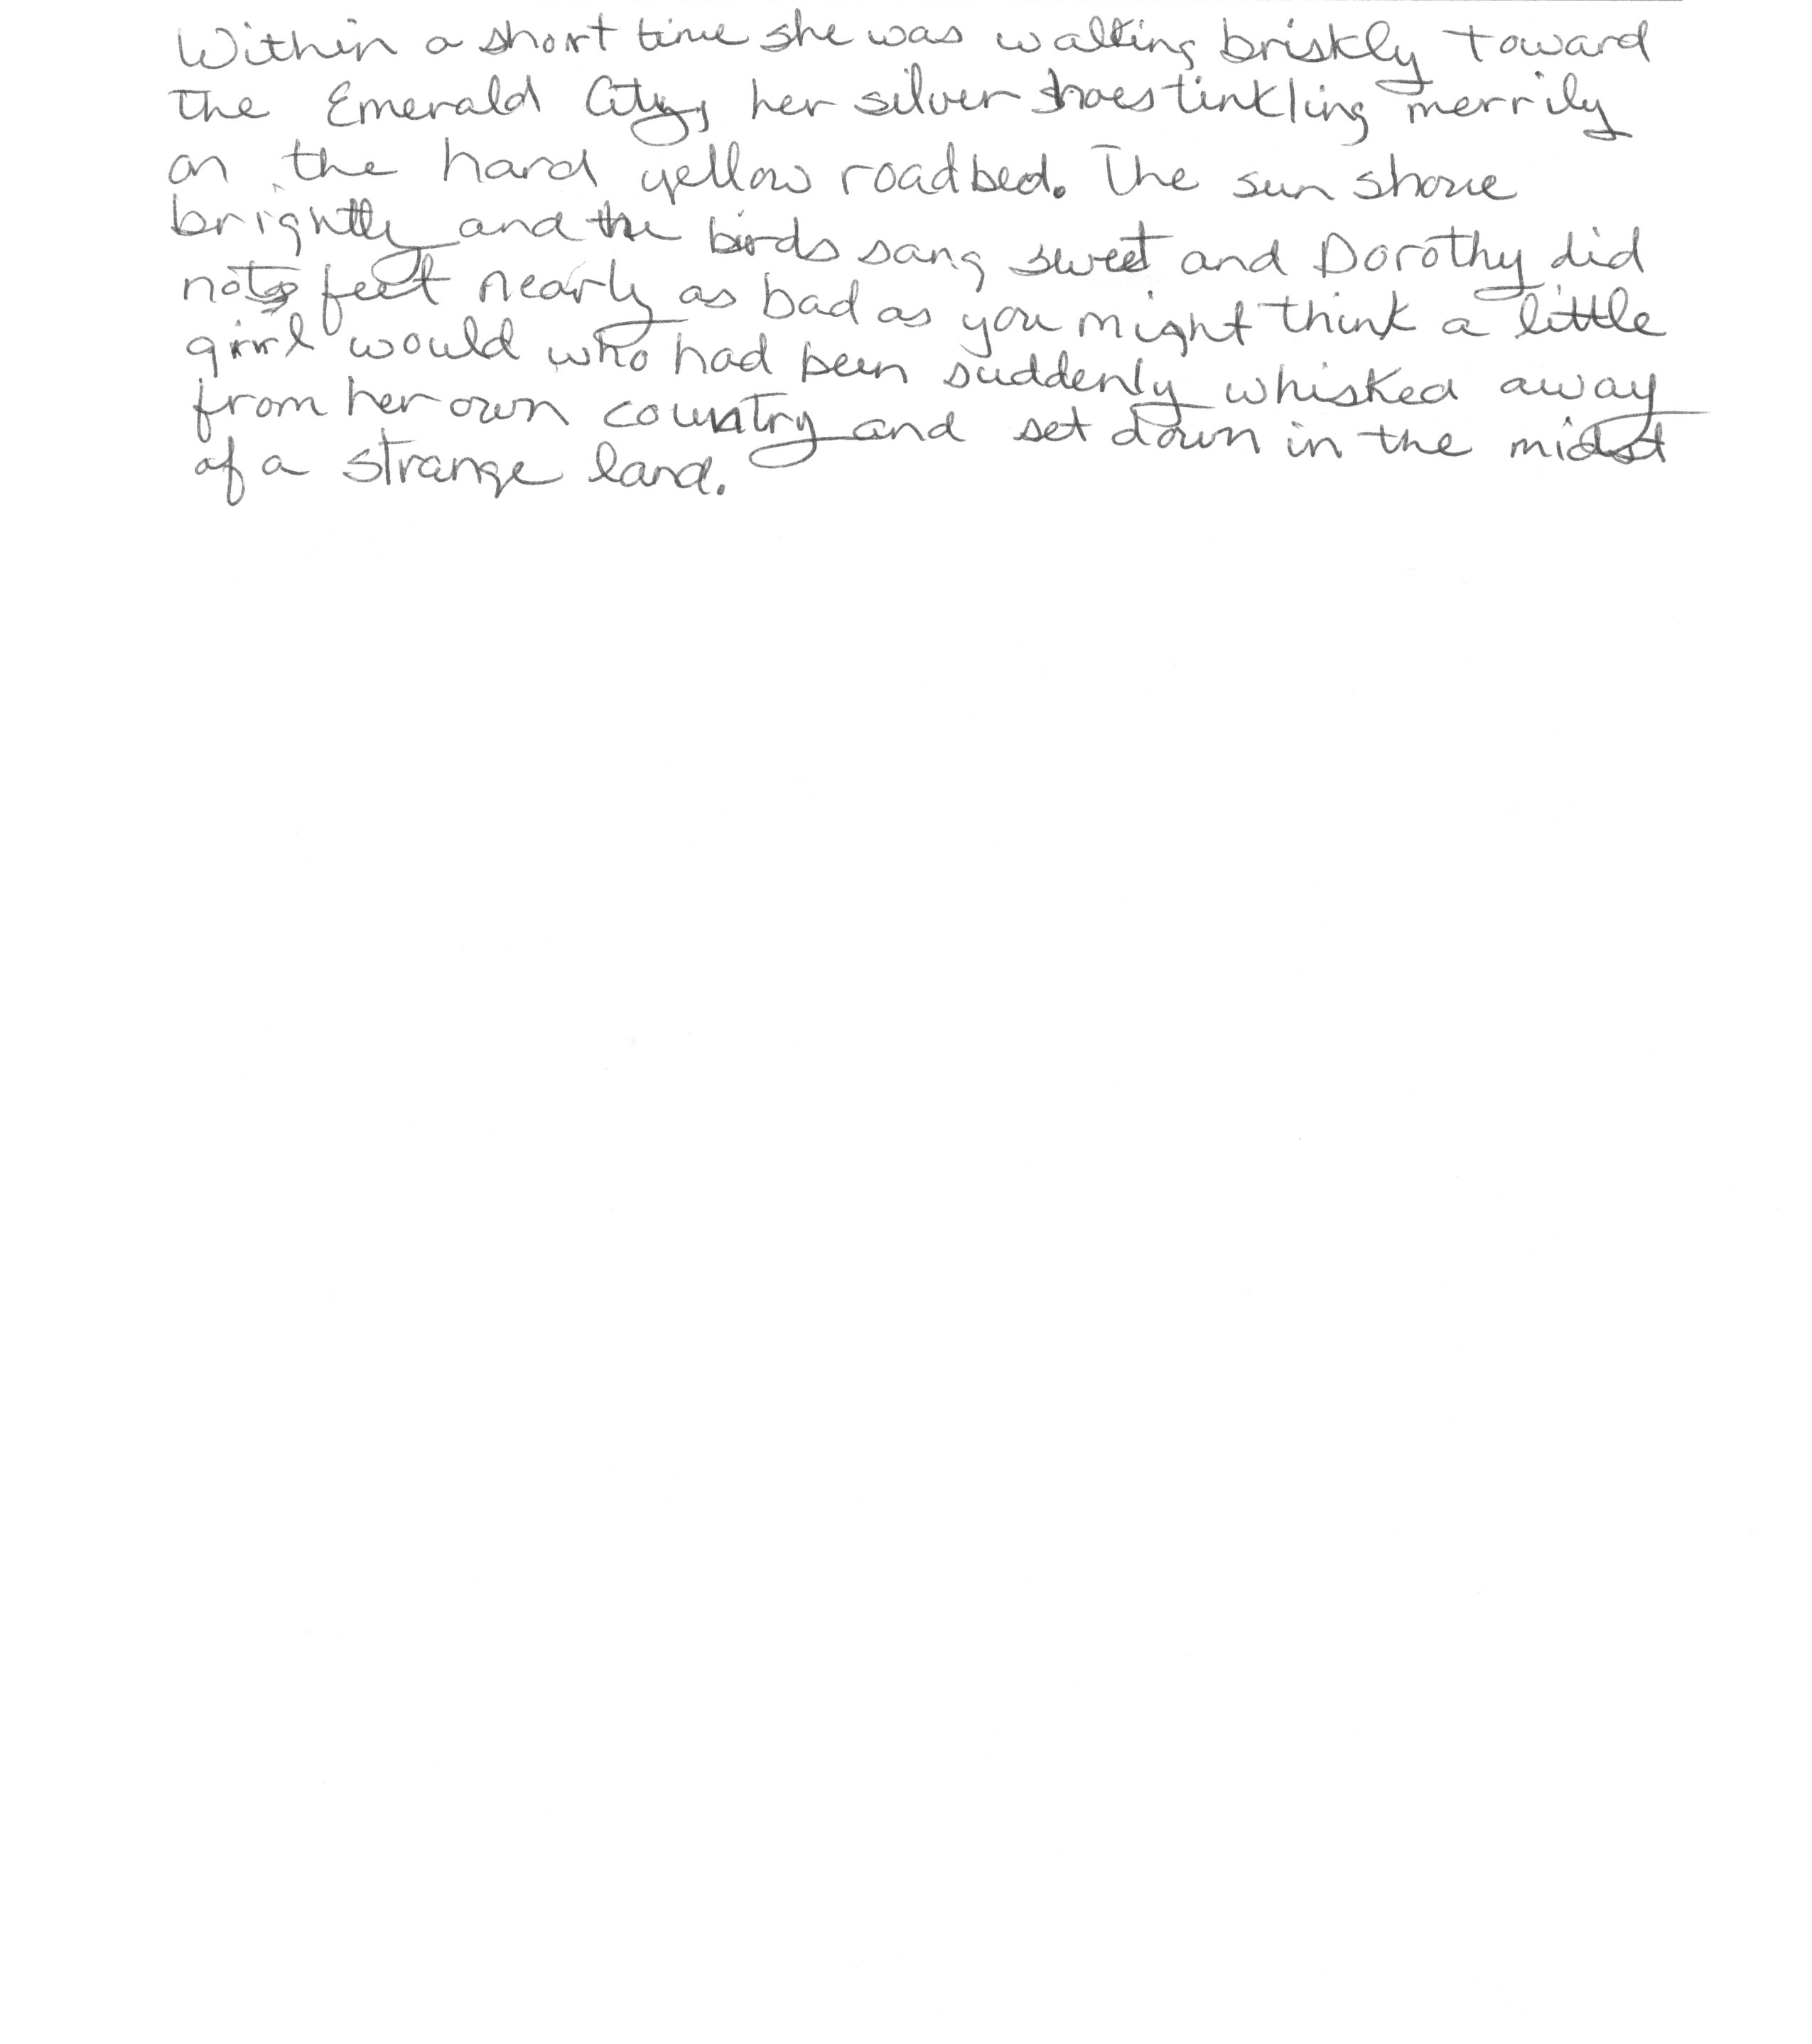 Within a short time she was walking briskly toward
the Emerald City, her silver shoes tinkling merrily
on the hard yellow roadbed. The sun shone
brightly and the birds sang sweet and Dorothy did
not feel nearly as bad as you might think a little
girl would who had been suddenly whisked away
from her own country and set down in the midst
of a strange land.